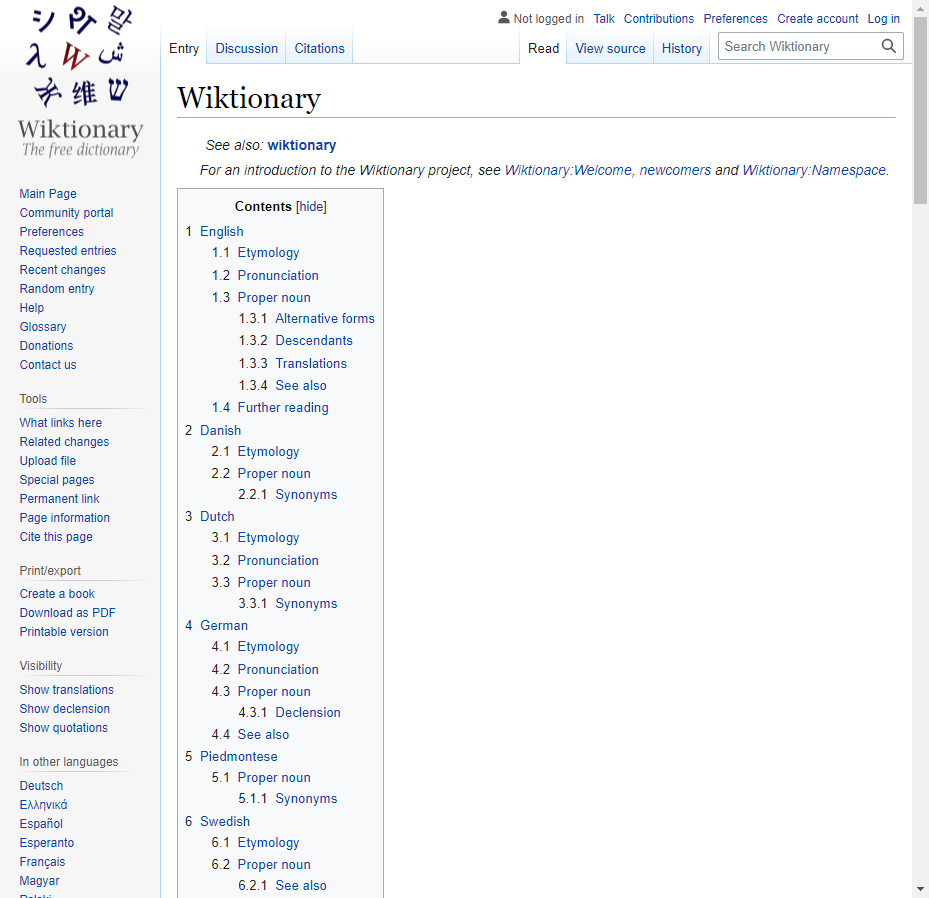 Not logged in Talk Contributions Preferences Create account Log in
Entry Discussion Citations Read View source History Search Wiktionary
シ ጳ 말
λ W ش
维 ש
Wiktionary
The free dictionary
Main Page
Community portal
Preferences
Requested entries
Recent changes
Random entry
Help
Glossary
Donations
Contact us
Tools
What links here
Related changes
Upload file
Special pages
Permanent link
Page information
Cite this page
Print/export
Create a book
Download as PDF
Printable version
Visibility
Show translations
Show declension
Show quotations
In other languages
Deutsch
Ελληνικά
Español
Esperanto
Français
Magyar
Wiktionary
See also: wiktionary
For an introduction to the Wiktionary project, see Wiktionary:Welcome, newcomers and Wiktionary:Namespace.
Contents [hide]
1 English
1.1 Etymology
1.2 Pronunciation
1.3 Proper noun
1.3.1 Alternative forms
1.3.2 Descendants
1.3.3 Translations
1.3.4 See also
1.4 Further reading
2 Danish
2.1 Etymology
2.2 Proper noun
2.2.1 Synonyms
3 Dutch
3.1 Etymology
3.2 Pronunciation
3.3 Proper noun
3.3.1 Synonyms
4 German
4.1 Etymology
4.2 Pronunciation
4.3 Proper noun
4.3.1 Declension
4.4 See also
5 Piedmontese
5.1 Proper noun
5.1.1 Synonyms
6 Swedish
6.1 Etymology
6.2 Proper noun
6.2.1 See also